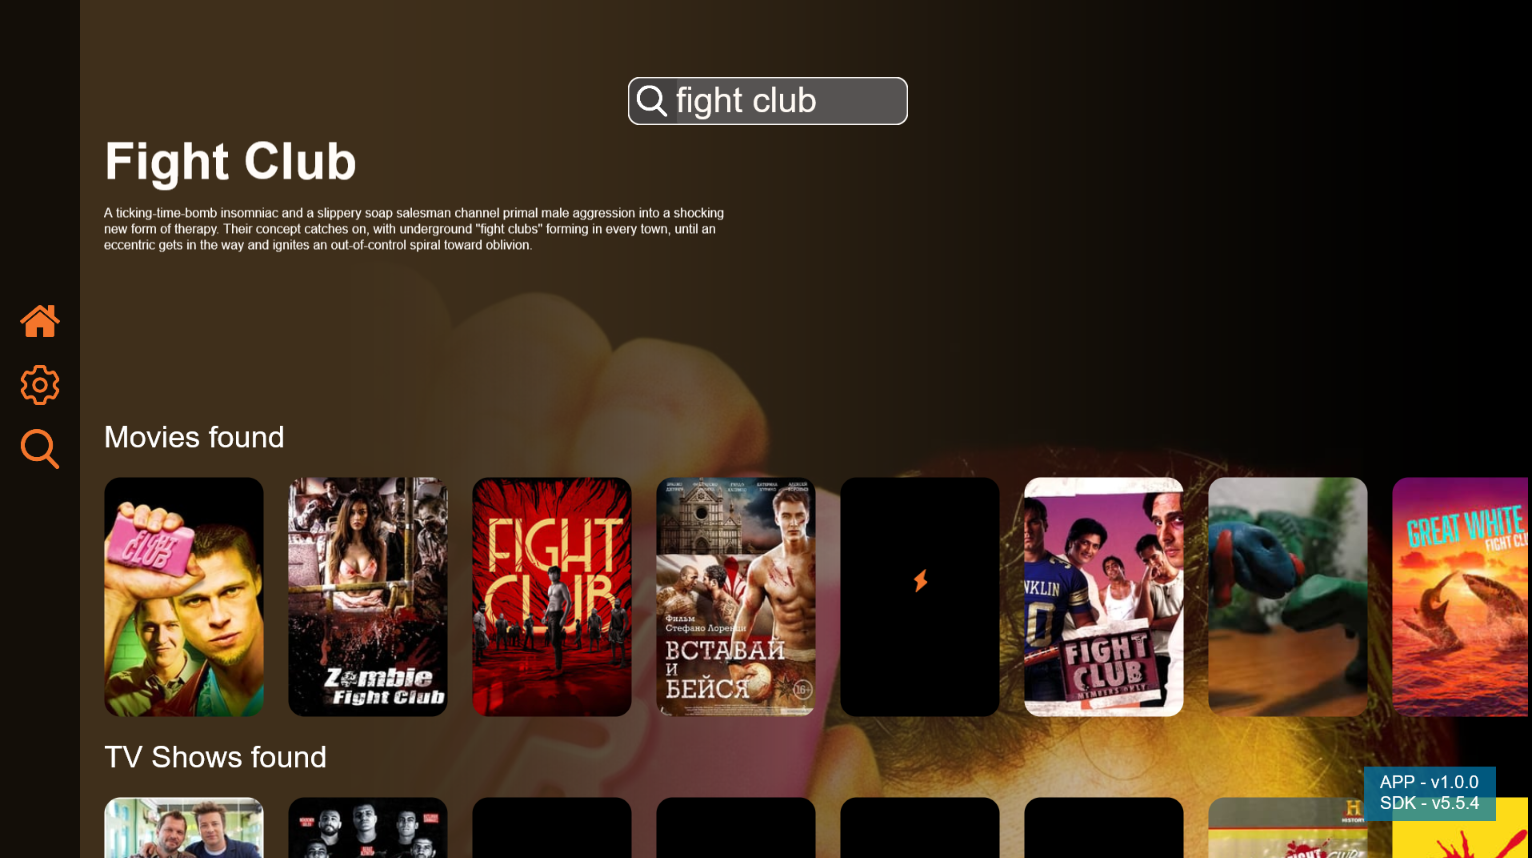 fight club
Fight Club
A ticking-time-bomb insomniac and a slippery soap salesman channel primal male aggression into a shocking
new form of therapy. Their concept catches on, with underground "fight clubs" forming in every town, until an
eccentric gets in the way and ignites an out-of-control spiral toward oblivion.
Movies found
FIGHT
CLUB
Zombie
Fight Club
FIGHT
CLUB
Фильм
Стефано Лоренци
ВСТАВАЙ
И
БЕЙСЯ
16+
NKLIN
FIGHT
CLUB
MEMBERS ONLY
GREAT WHITE
FIGHT
TV Shows found
APP - v1.0.0
SDK - v5.5.4
H
HISTORY